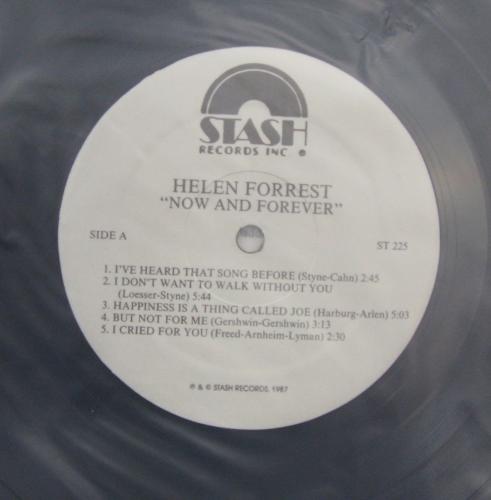 STASH
RECORDS INC ®
HELEN FORREST
"NOW AND FOREVER"
SIDE A
ST 225
1. I'VE HEARD THAT SONG BEFORE (Styne-Cahn) 2:45
2. I DON'T WANT TO WALK WITHOUT YOU
(Loesser-Styne) 5:44
3. HAPPINESS IS A THING CALLED JOE (Harburg-Arlen) 5:03
4. BUT NOT FOR ME (Gershwin-Gershwin) 3:13
5. I CRIED FOR YOU (Freed-Arnheim-Lyman) 2:30
℗ & © STASH RECORDS, 1987